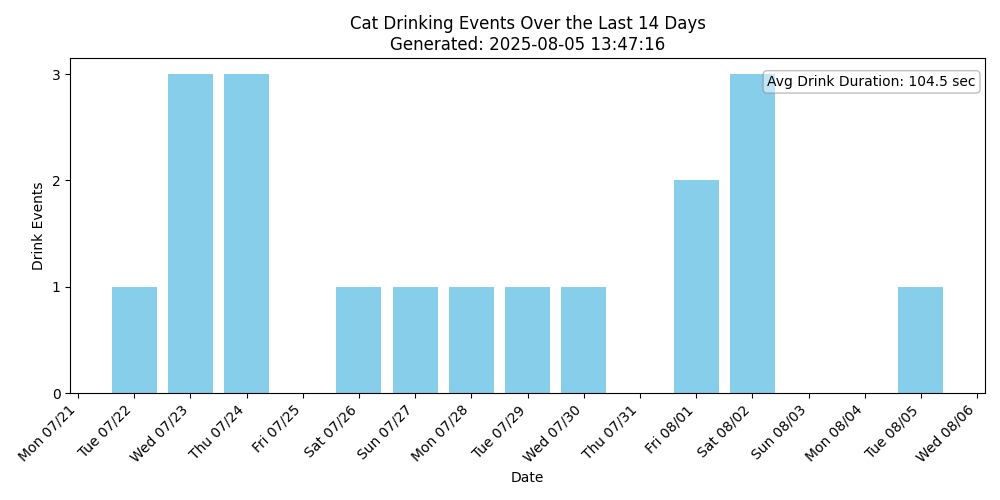 Cat Drinking Events Over the Last 14 Days
Generated: 2025-08-05 13:47:16
Avg Drink Duration: 104.5 sec
Drink Events
3
2
1
0
Mon 07/21
Tue 07/22
Wed 07/23
Thu 07/24
Fri 07/25
Sat 07/26
Sun 07/27
Mon 07/28
Tue 07/29
Wed 07/30
Thu 07/31
Fri 08/01
Sat 08/02
Sun 08/03
Mon 08/04
Tue 08/05
Wed 08/06
Date